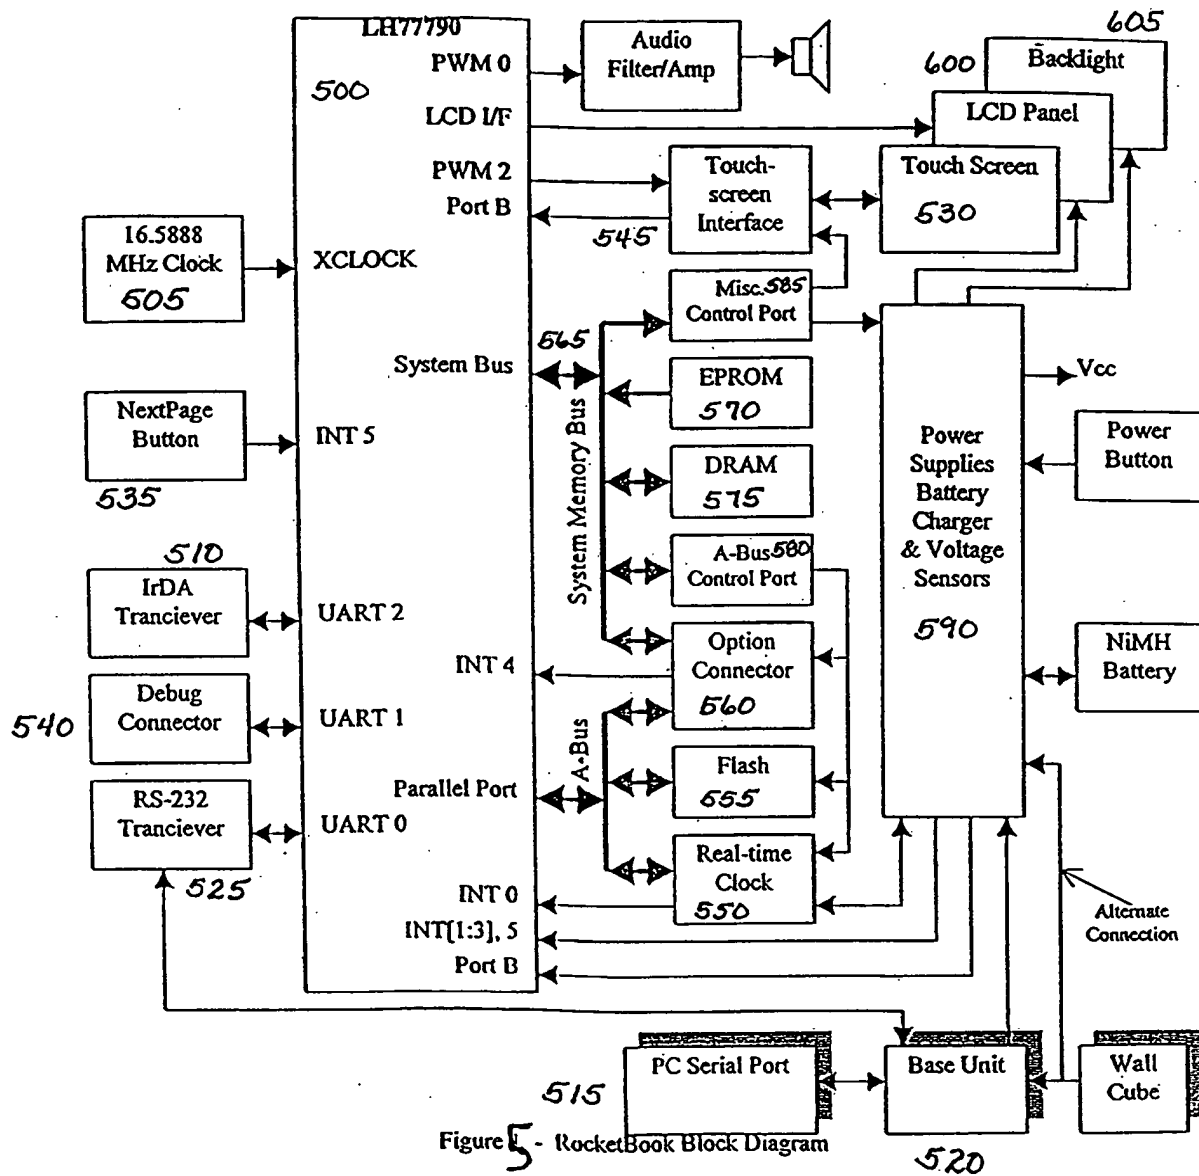 LH77790
500
PWM 0
LCD I/F
PWM 2
Port B
XCLOCK
System Bus
INT 5
UART 2
INT 4
UART 1
Parallel Port
UART 0
INT 0
INT[1:3], 5
Port B
16.5888
MHz Clock
505
NextPage
Button
535
510
IrDA
Tranciever
Debug
Connector
540
RS-232
Tranciever
525
Audio
Filter/Amp
605
Backlight
600
LCD Panel
Touch Screen
530
Touch-
screen
Interface
545
Misc. 585
Control Port
565
EPROM
570
System Memory Bus
DRAM
575
A-Bus 580
Control Port
Option
Connector
560
A-Bus
Flash
555
Real-time
Clock
550
Power
Supplies
Battery
Charger
& Voltage
Sensors
590
Vcc
Power
Button
NiMH
Battery
Alternate
Connection
PC Serial Port
515
Base Unit
520
Wall
Cube
Figure 5 - RocketBook Block Diagram